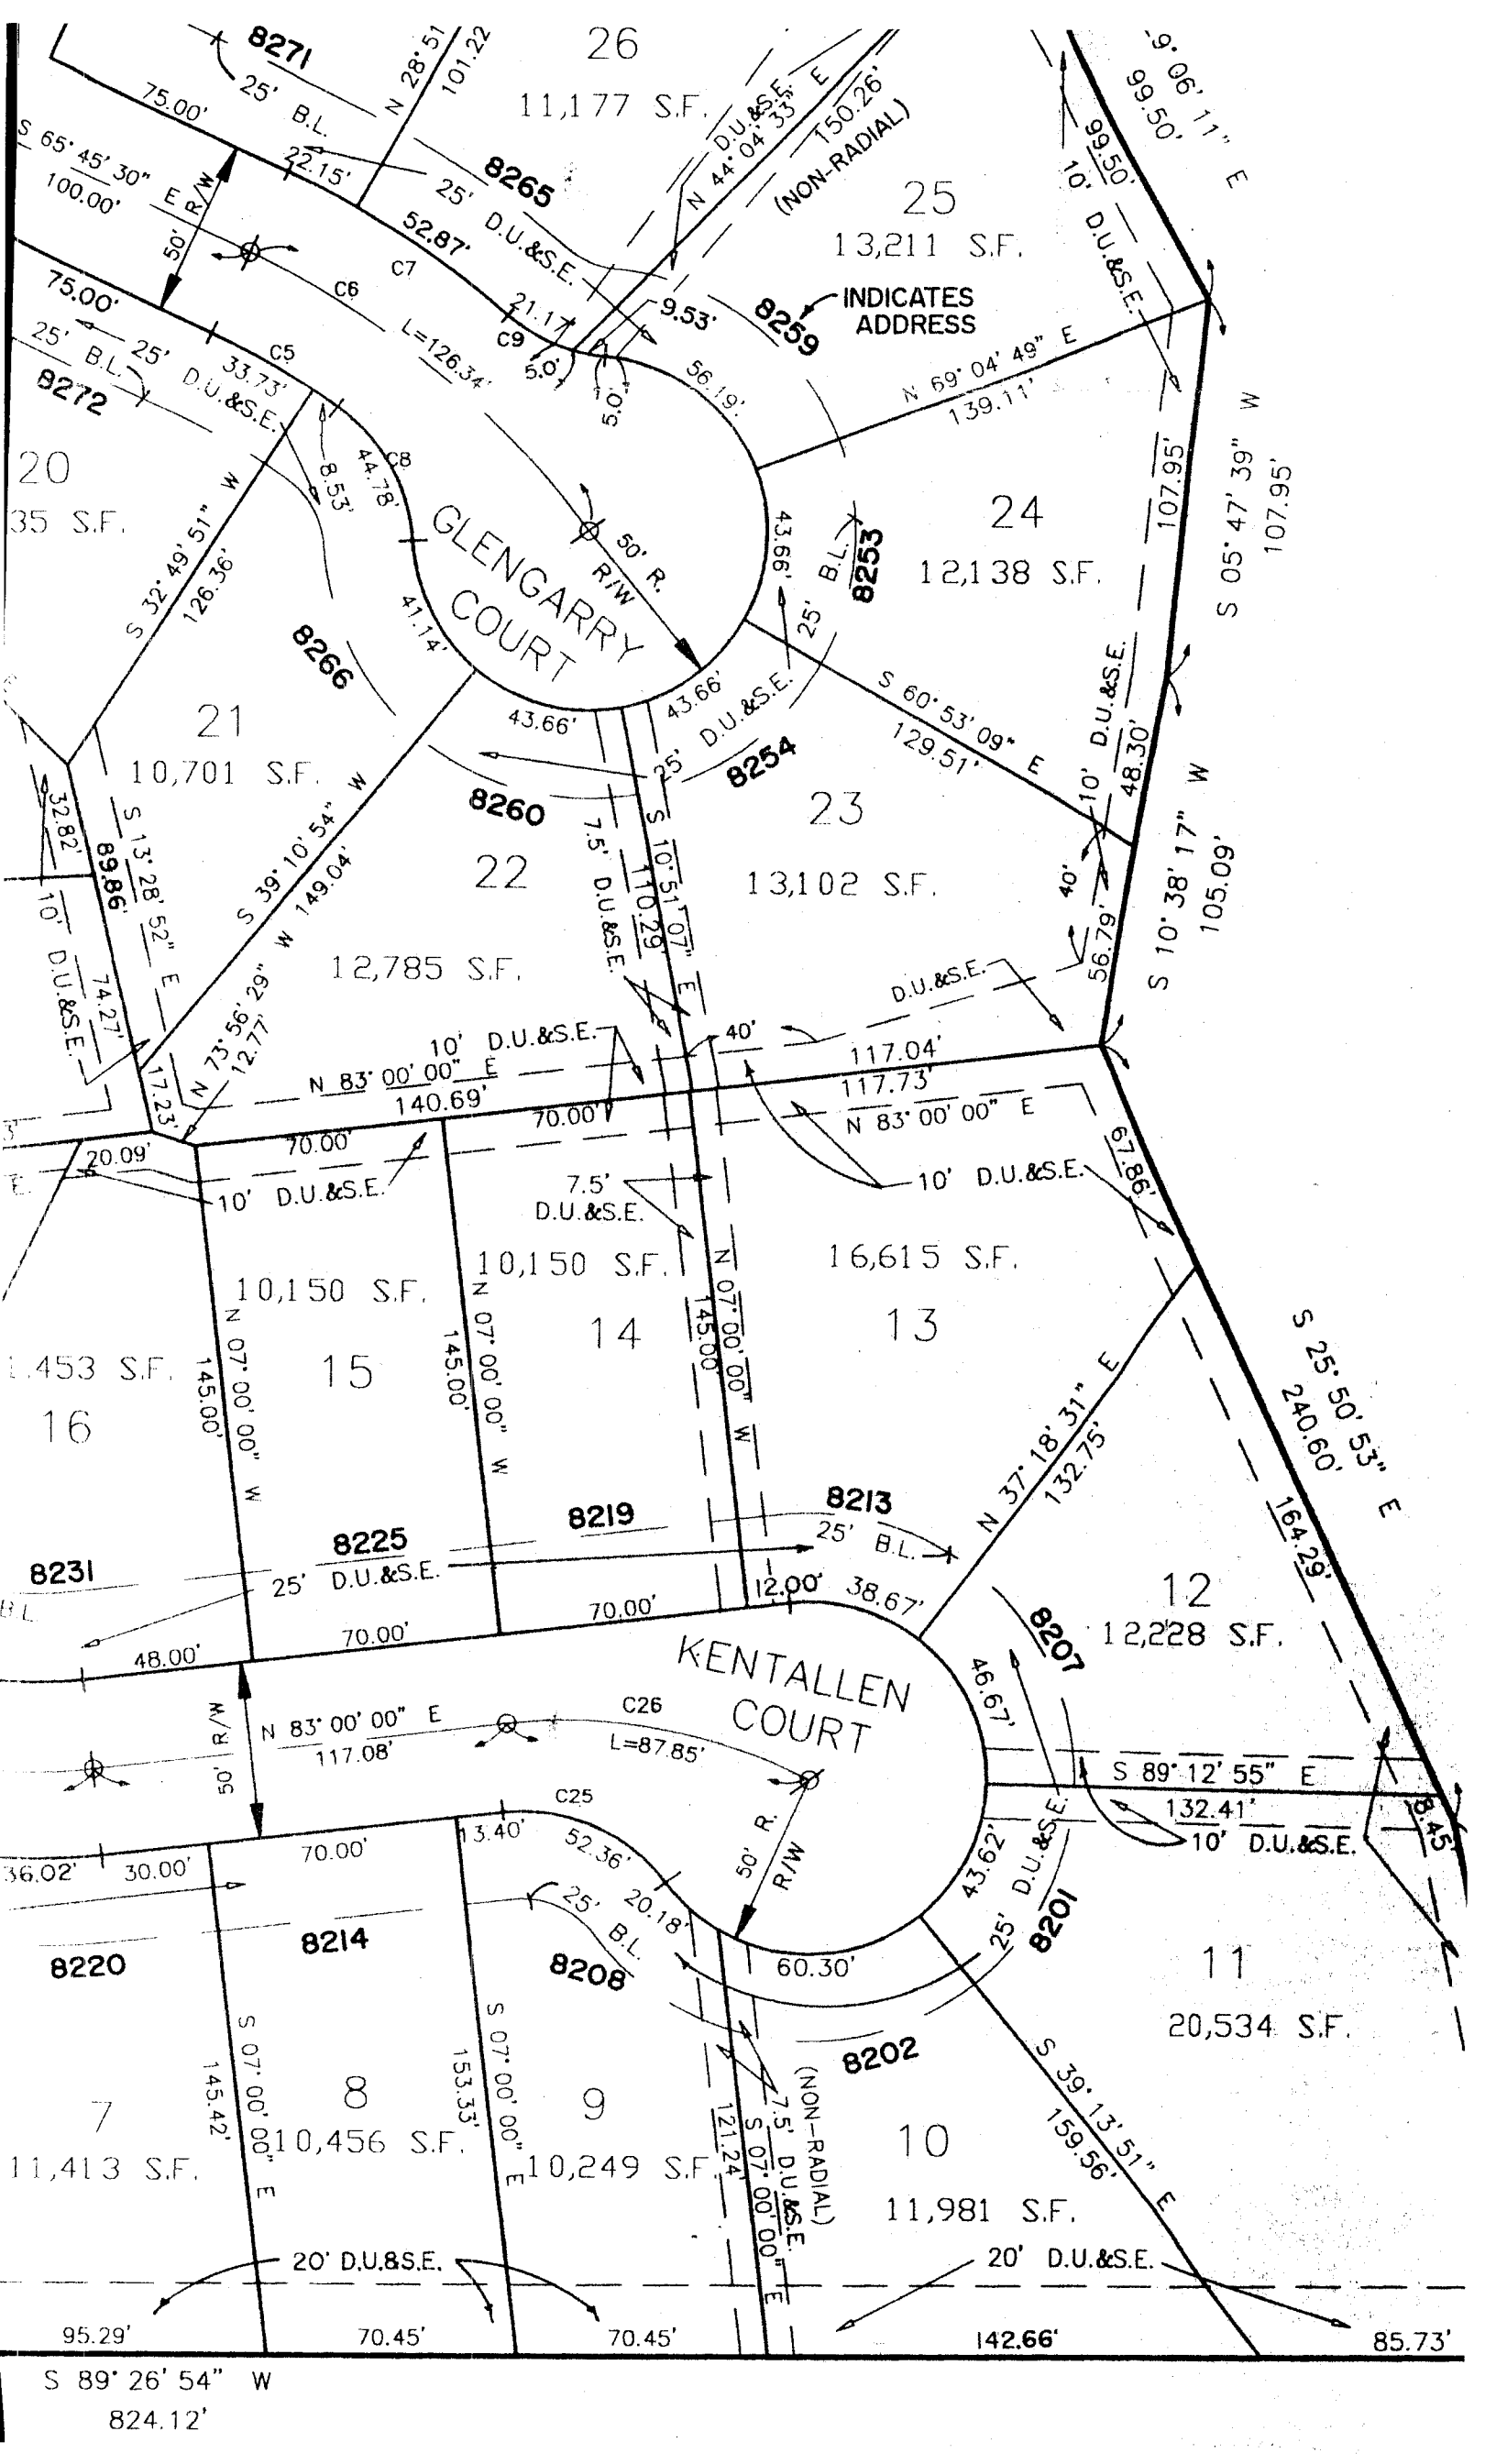 8271
25' B.L.
N 28° 51
101.22
26
11,177 S.F.
D.U.&S.E.
N 44° 04' 33" E
150.26'
(NON-RADIAL)
9° 06' 11" E
99.50'
99.50'
10' D.U.&S.E.
75.00'
S 65° 45' 30" E
100.00'
50' R/W
22.15'
8265
25' D.U.&S.E.
52.87'
C7
C6
L=126.34'
21.17'
C9
9.53'
5.0'
5.0'
25
13,211 S.F.
8259
INDICATES
ADDRESS
56.19'
N 69° 04' 49" E
139.11'
75.00'
25' B.L.
25' D.U.&S.E.
8272
C5
33.73'
8.53'
44.78'
C8
20
35 S.F.
S 32° 49' 51" W
126.36'
GLENGARRY
COURT
50' R.
R/W
43.66'
25' B.L.
8253
24
12,138 S.F.
107.95'
S 05° 47' 39" W
107.95'
41.14'
8266
43.66'
43.66'
25' D.U.&S.E.
8254
8260
S 60° 53' 09" E
129.51'
10' D.U.&S.E.
48.30'
21
10,701 S.F.
32.82'
89.86'
S 13° 28' 52" E
10' D.U.&S.E.
74.27'
17.23'
S 39° 10' 54" W
149.04'
N 73° 56' 29" W
12.77'
22
12,785 S.F.
7.5' D.U.&S.E.
S 10° 51' 07" E
110.29'
23
13,102 S.F.
40'
56.79'
S 10° 38' 17" W
105.09'
D.U.&S.E.
10' D.U.&S.E.
40'
N 83° 00' 00" E
140.69'
117.04'
117.73'
N 83° 00' 00" E
20.09'
70.00'
70.00'
10' D.U.&S.E.
7.5'
D.U.&S.E.
10' D.U.&S.E.
67.86'
10,150 S.F.
15
10,150 S.F.
14
16,615 S.F.
13
453 S.F.
16
N 07° 00' 00" W
145.00'
N 07° 00' 00" W
145.00'
N 07° 00' 00" W
145.00'
N 37° 18' 31" E
132.75'
S 25° 50' 53" E
240.60'
164.29'
8213
25' B.L.
8219
8225
25' D.U.&S.E.
8231
B.L.
12.00'
38.67'
70.00'
70.00'
48.00'
8207
12
12,228 S.F.
46.67'
KENTALLEN
COURT
50' R/W
N 83° 00' 00" E
117.08'
C26
L=87.85'
C25
50' R.
R/W
S 89° 12' 55" E
132.41'
10' D.U.&S.E.
8.45'
43.62'
25' D.U.&S.E.
8201
36.02'
30.00'
70.00'
13.40'
52.36'
20.18'
25' B.L.
60.30'
8220
8214
8208
8202
11
20,534 S.F.
7
11,413 S.F.
S 07° 00' 00" E
145.42'
8
10,456 S.F.
S 07° 00' 00" E
153.33'
9
10,249 S.F.
121.24'
S 07° 00' 00" E
7.5' D.U.&S.E.
(NON-RADIAL)
10
11,981 S.F.
S 39° 13' 51" E
159.56'
20' D.U.&S.E.
20' D.U.&S.E.
95.29'
70.45'
70.45'
142.66'
85.73'
S 89° 26' 54" W
824.12'